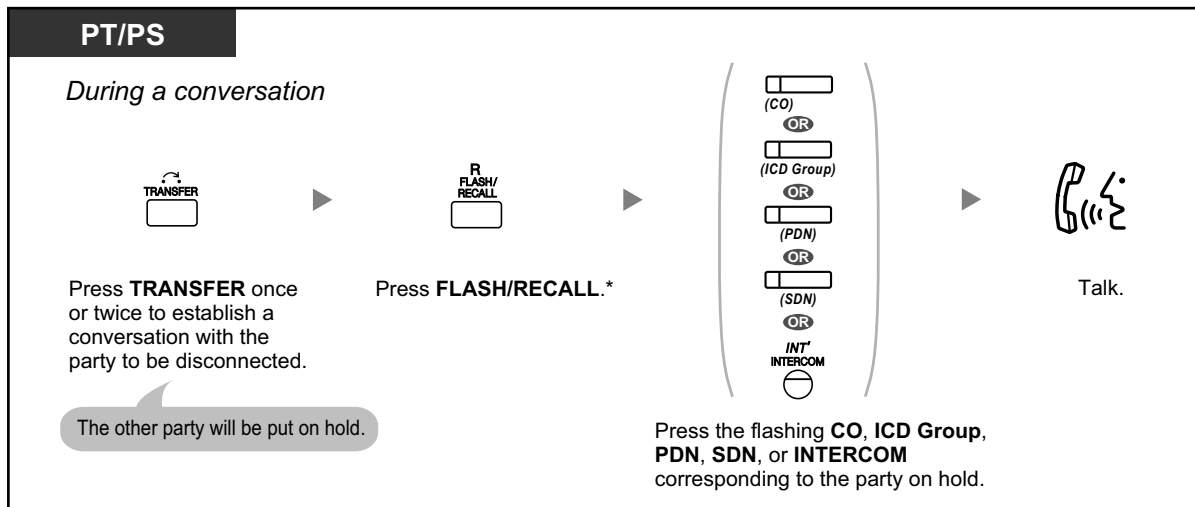 PT/PS
During a conversation
TRANSFER
Press TRANSFER once
or twice to establish a
conversation with the
party to be disconnected.
The other party will be put on hold.
R
FLASH/
RECALL
Press FLASH/RECALL.*
(CO)
OR
(ICD Group)
OR
(PDN)
OR
(SDN)
OR
INT'
INTERCOM
Press the flashing CO, ICD Group,
PDN, SDN, or INTERCOM
corresponding to the party on hold.
Talk.